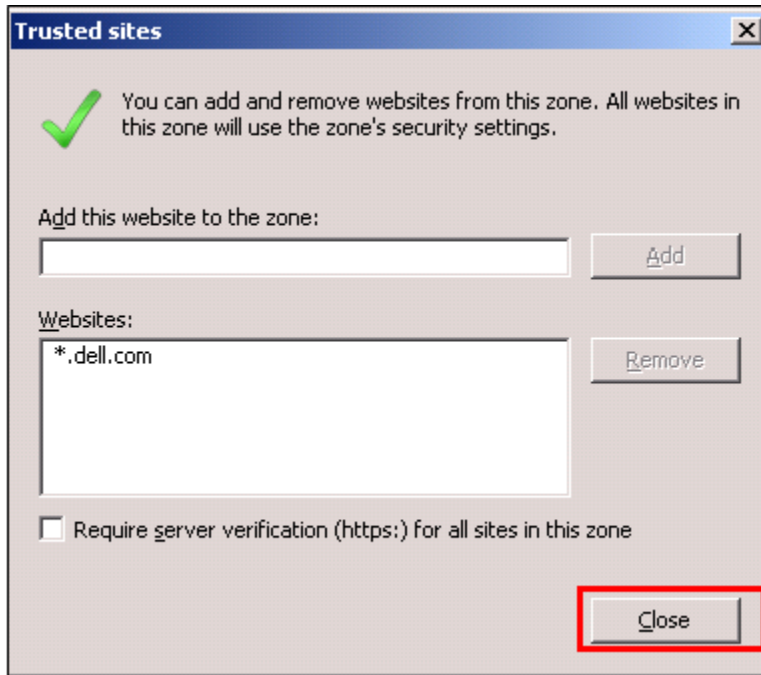 Trusted sites
You can add and remove websites from this zone. All websites in
this zone will use the zone's security settings.
Add this website to the zone:
Add
Websites:
*.dell.com
Remove
Require server verification (https:) for all sites in this zone
Close